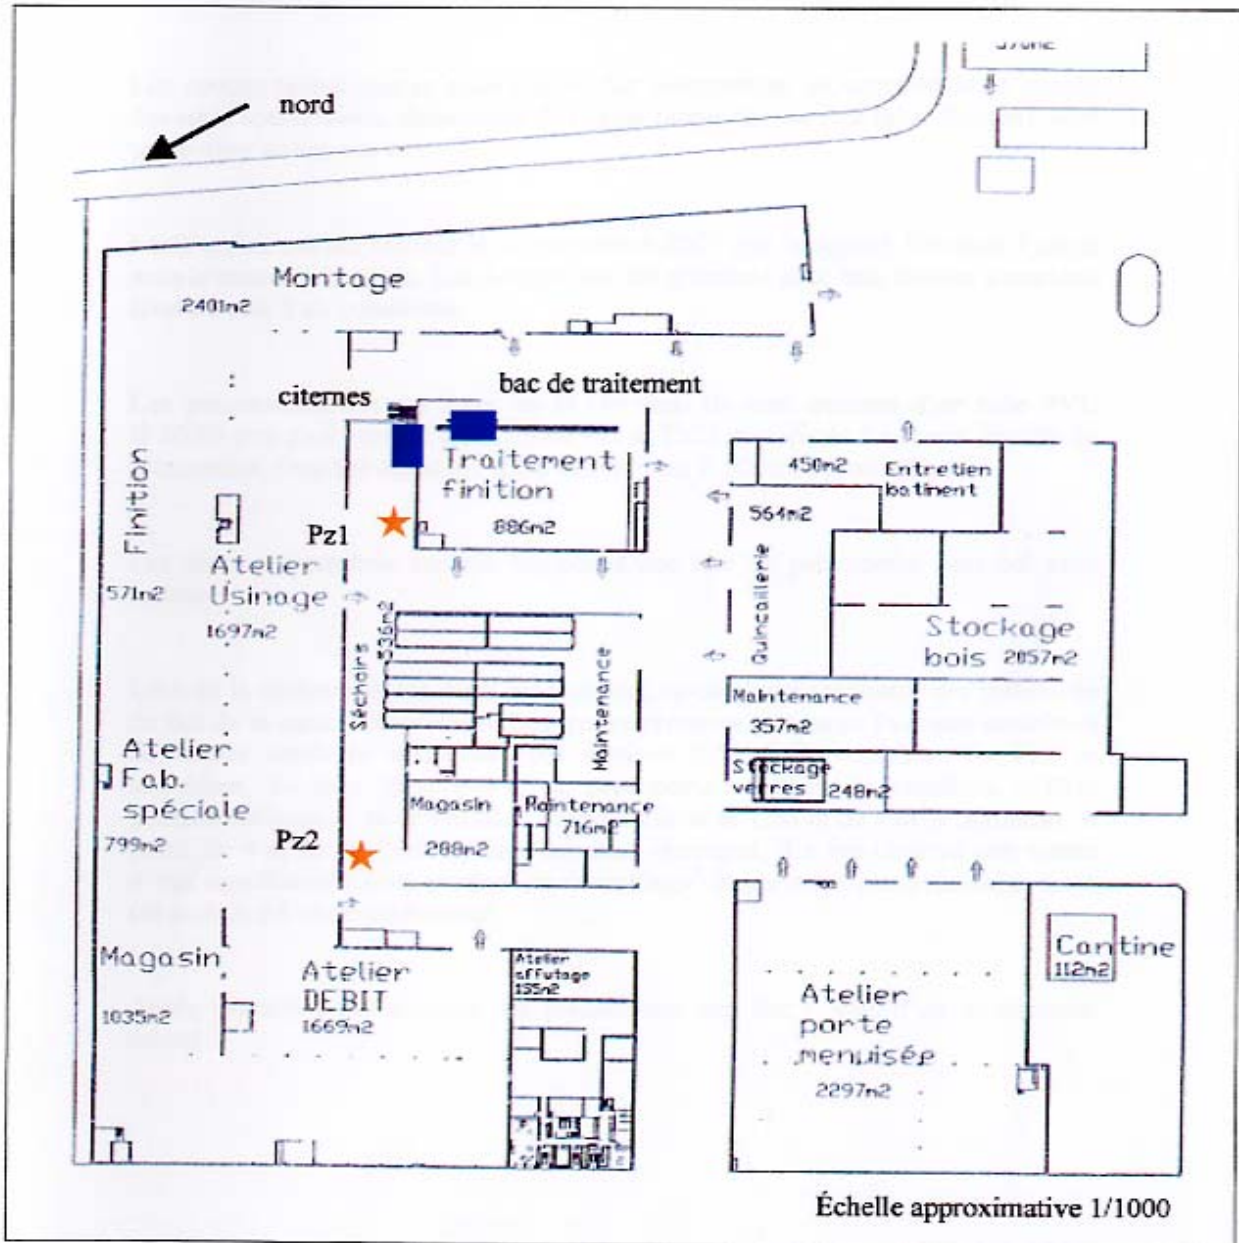 nord
Montage
2401m2
citernes
bac de traitement
Traitement
finition
886m2
Finition
571m2
Pz1
Atelier
Usinage
1697m2
Séchoirs
536m2
Maintenance
450m2
Entretien
batiment
564m2
Quincaillerie
Stockage
bois 2057m2
Maintenance
357m2
Stockage
verres 248m2
Atelier
Fab.
spéciale
799m2
Pz2
Magasin
288m2
Maintenance
716m2
Magasin
1035m2
Atelier
DEBIT
1669m2
Atelier
affutage
155m2
Atelier
porte
menuisée
2297m2
Cantine
112m2
Échelle approximative 1/1000